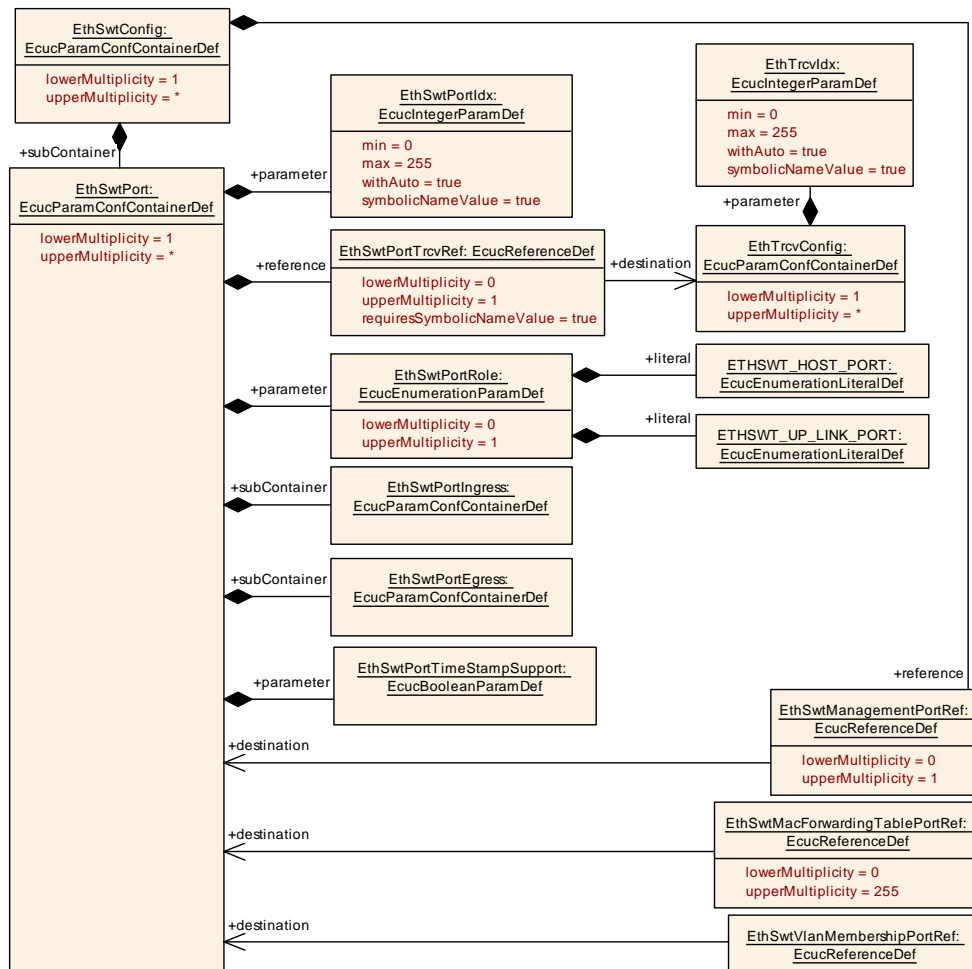 EthSwtConfig:
EcucParamConfContainerDef
lowerMultiplicity = 1
upperMultiplicity = *
+subContainer
EthSwtPort:
EcucParamConfContainerDef
lowerMultiplicity = 1
upperMultiplicity = *
+parameter
EthSwtPortIdx:
EcucIntegerParamDef
min = 0
max = 255
withAuto = true
symbolicNameValue = true
EthTrcvIdx:
EcucIntegerParamDef
min = 0
max = 255
withAuto = true
symbolicNameValue = true
+parameter
+reference
EthSwtPortTrcvRef: EcucReferenceDef
lowerMultiplicity = 0
upperMultiplicity = 1
requiresSymbolicNameValue = true
+destination
EthTrcvConfig:
EcucParamConfContainerDef
lowerMultiplicity = 1
upperMultiplicity = *
+parameter
EthSwtPortRole:
EcucEnumerationParamDef
lowerMultiplicity = 0
upperMultiplicity = 1
+literal
ETHSWT_HOST_PORT:
EcucEnumerationLiteralDef
+literal
ETHSWT_UP_LINK_PORT:
EcucEnumerationLiteralDef
+subContainer
EthSwtPortIngress:
EcucParamConfContainerDef
+subContainer
EthSwtPortEgress:
EcucParamConfContainerDef
+parameter
EthSwtPortTimeStampSupport:
EcucBooleanParamDef
+reference
EthSwtManagementPortRef:
EcucReferenceDef
lowerMultiplicity = 0
upperMultiplicity = 1
+destination
EthSwtMacForwardingTablePortRef:
EcucReferenceDef
lowerMultiplicity = 0
upperMultiplicity = 255
+destination
EthSwtVlanMembershipPortRef:
EcucReferenceDef
+destination